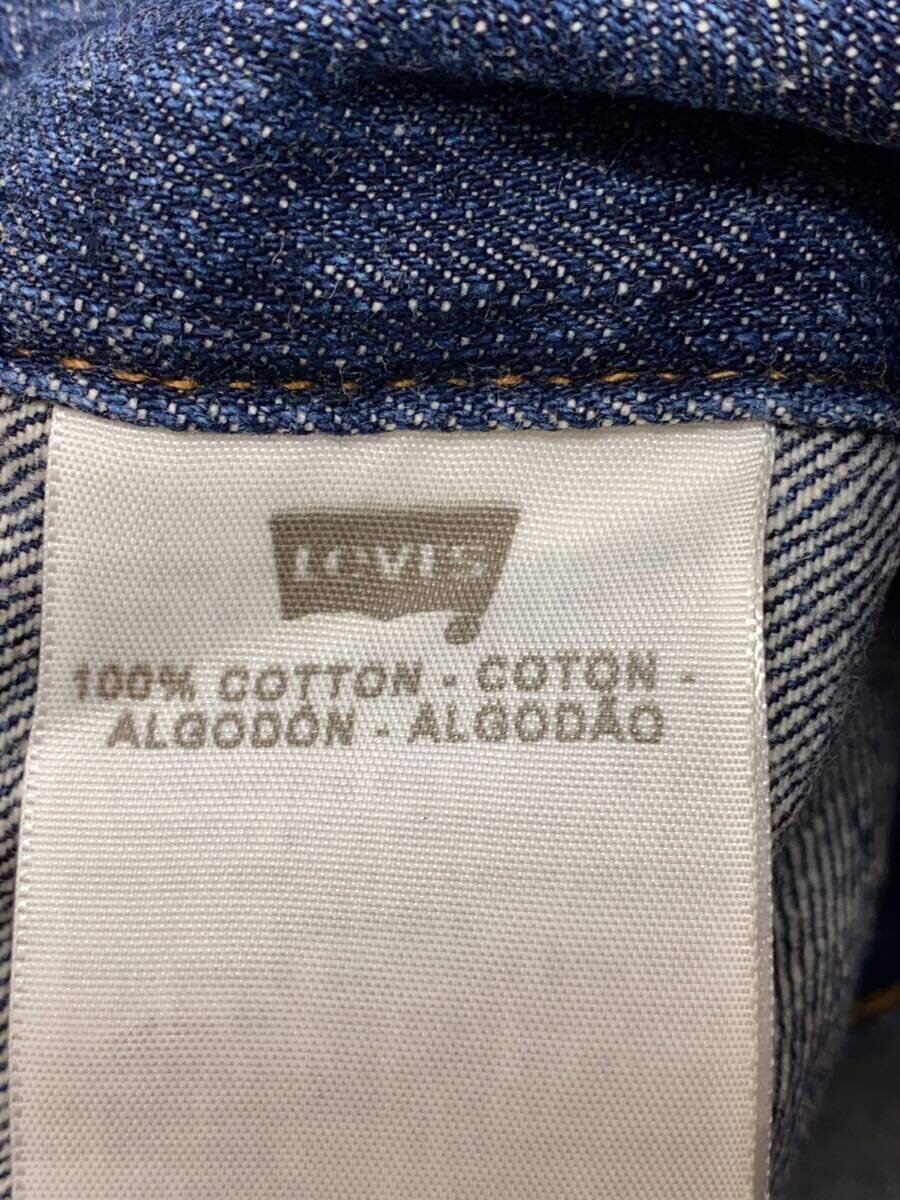 LEVI'S
100% COTTON - COTON -
ALGODÓN - ALGODÃO